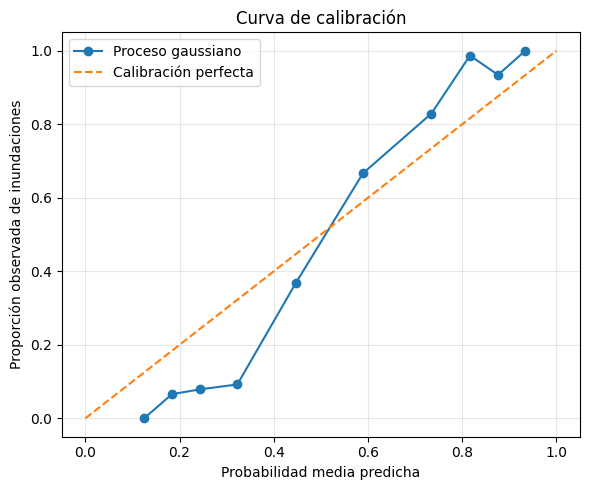 Curva de calibración
Proceso gaussiano
Calibración perfecta
Proporción observada de inundaciones
1.0
0.8
0.6
0.4
0.2
0.0
0.0 0.2 0.4 0.6 0.8 1.0
Probabilidad media predicha